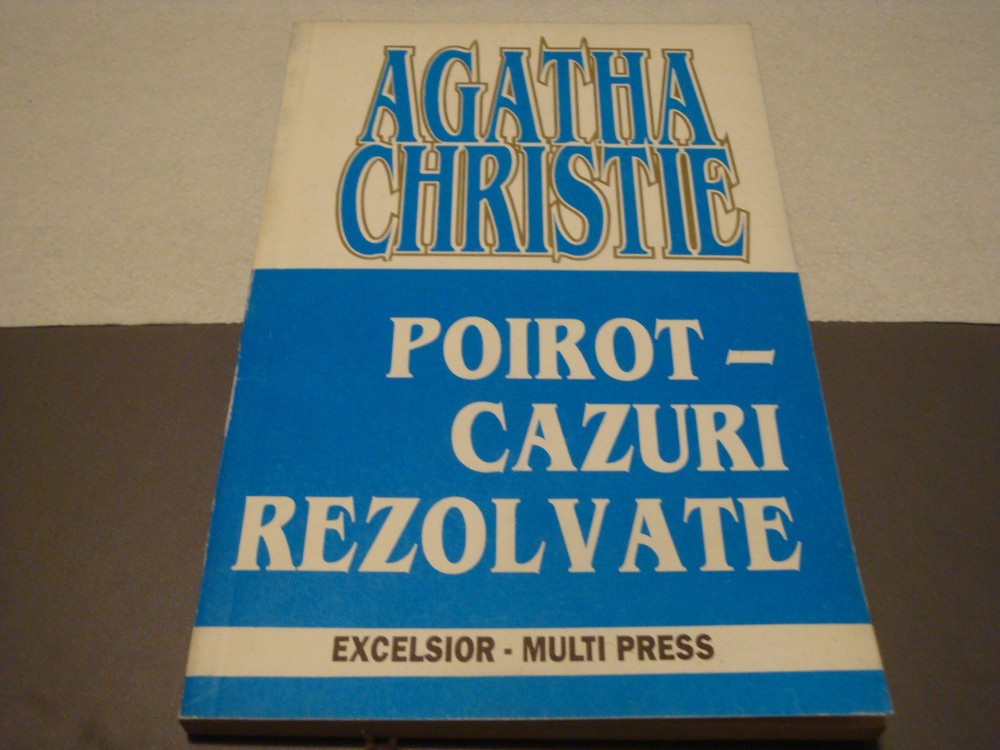 AGATHA
CHRISTIE
POIROT –
CAZURI
REZOLVATE
EXCELSIOR - MULTI PRESS